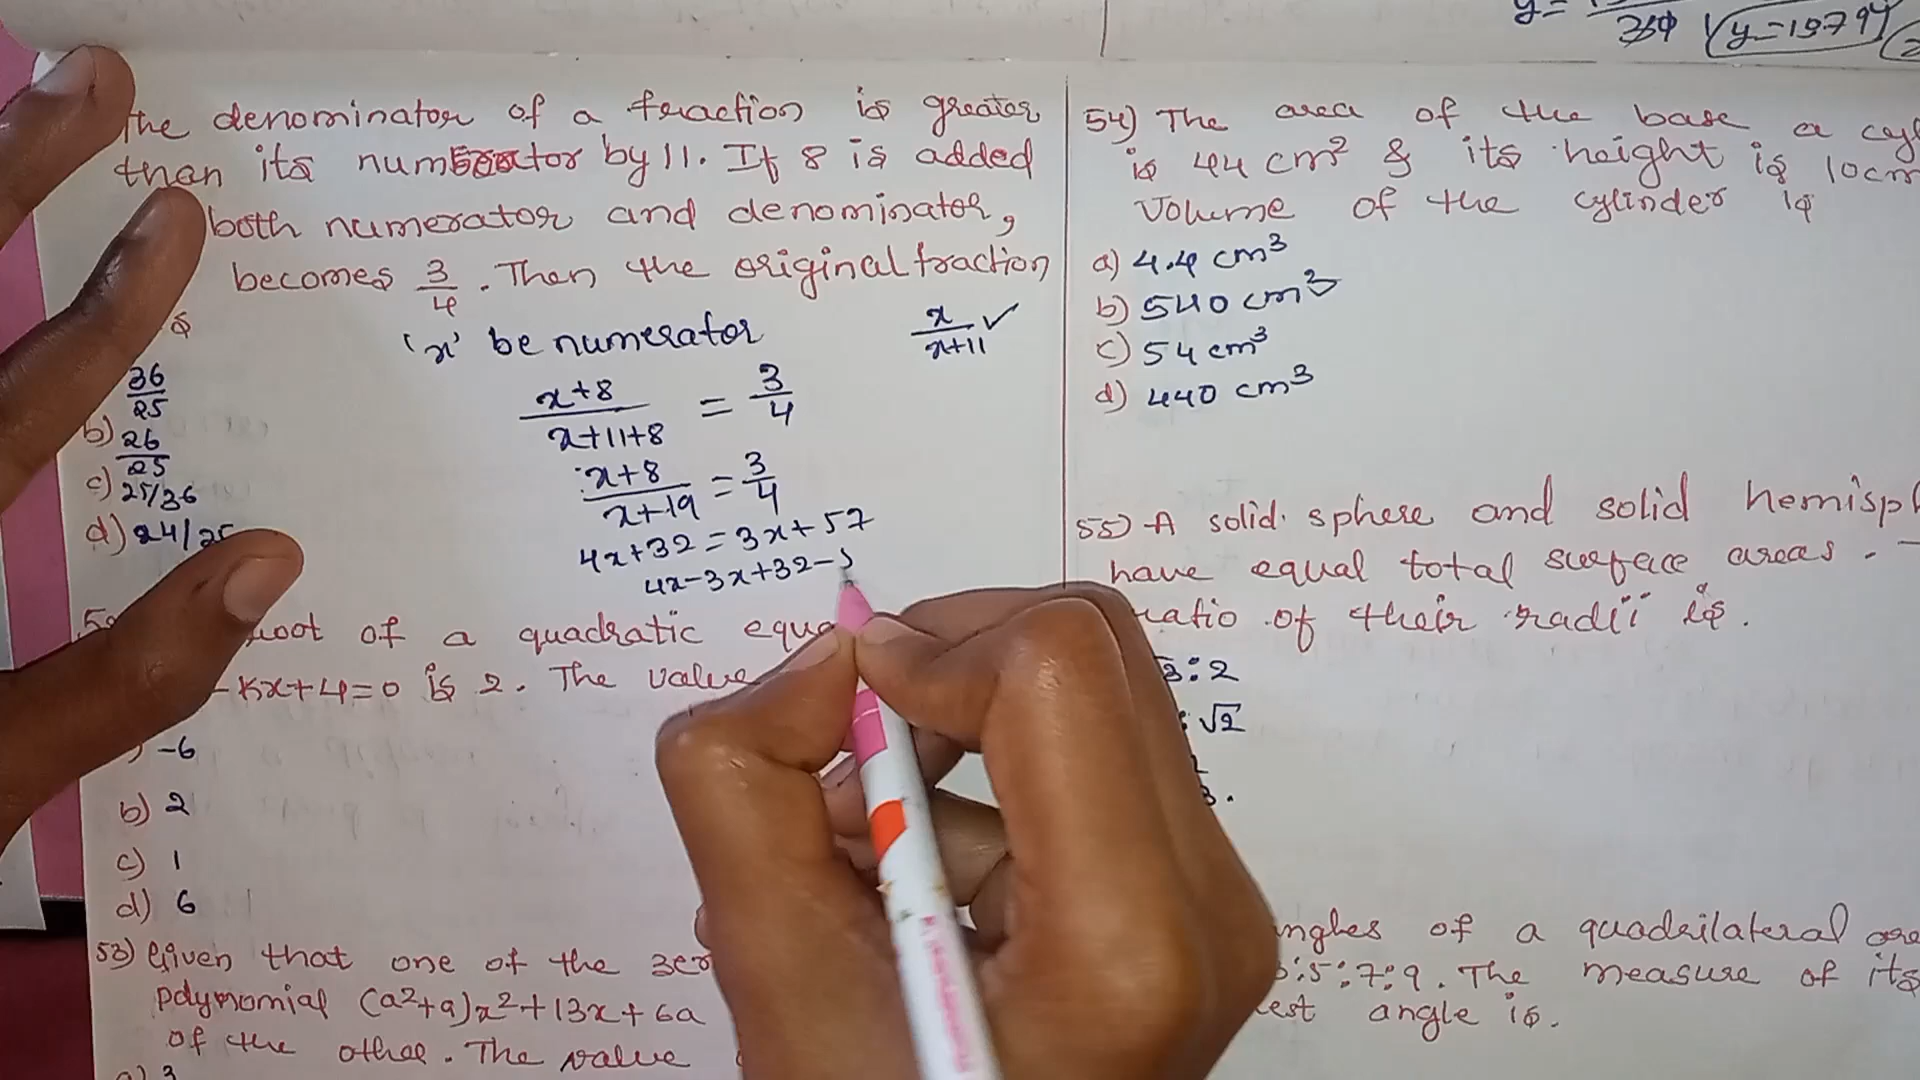 The denominator of a fraction is greater
than its numerator by 11. If 8 is added
both numerator and denominator,
becomes 3/4. Then the original fraction
'x' be numerator
x/x+11 ✓
x+8/x+11+8 = 3/4
x+8/x+19 = 3/4
4x+32=3x+57
4x-3x+32-
36/25
b) 26/25
c) 25/36
d) 24/25
root of a quadratic
-kx+4=0 is 2. The value
-6
b) 2
c) 1
d) 6
53) Given that one of the
polynomial (a²+a)x²+13x+6a
of the other. The value
a) 3
y=
350
y=15794
54) The area of the base a
is 44 cm² & its height is 10cm
Volume of the cylinder is
a) 4.4 cm³
b) 540 cm³
c) 54 cm³
d) 440 cm³
55) A solid sphere and solid
have equal total surface areas.
ratio of their radii is.
:2
:√2
3.
angles of a quadrilateral are
:5:7:9. The measure of its
angle is.